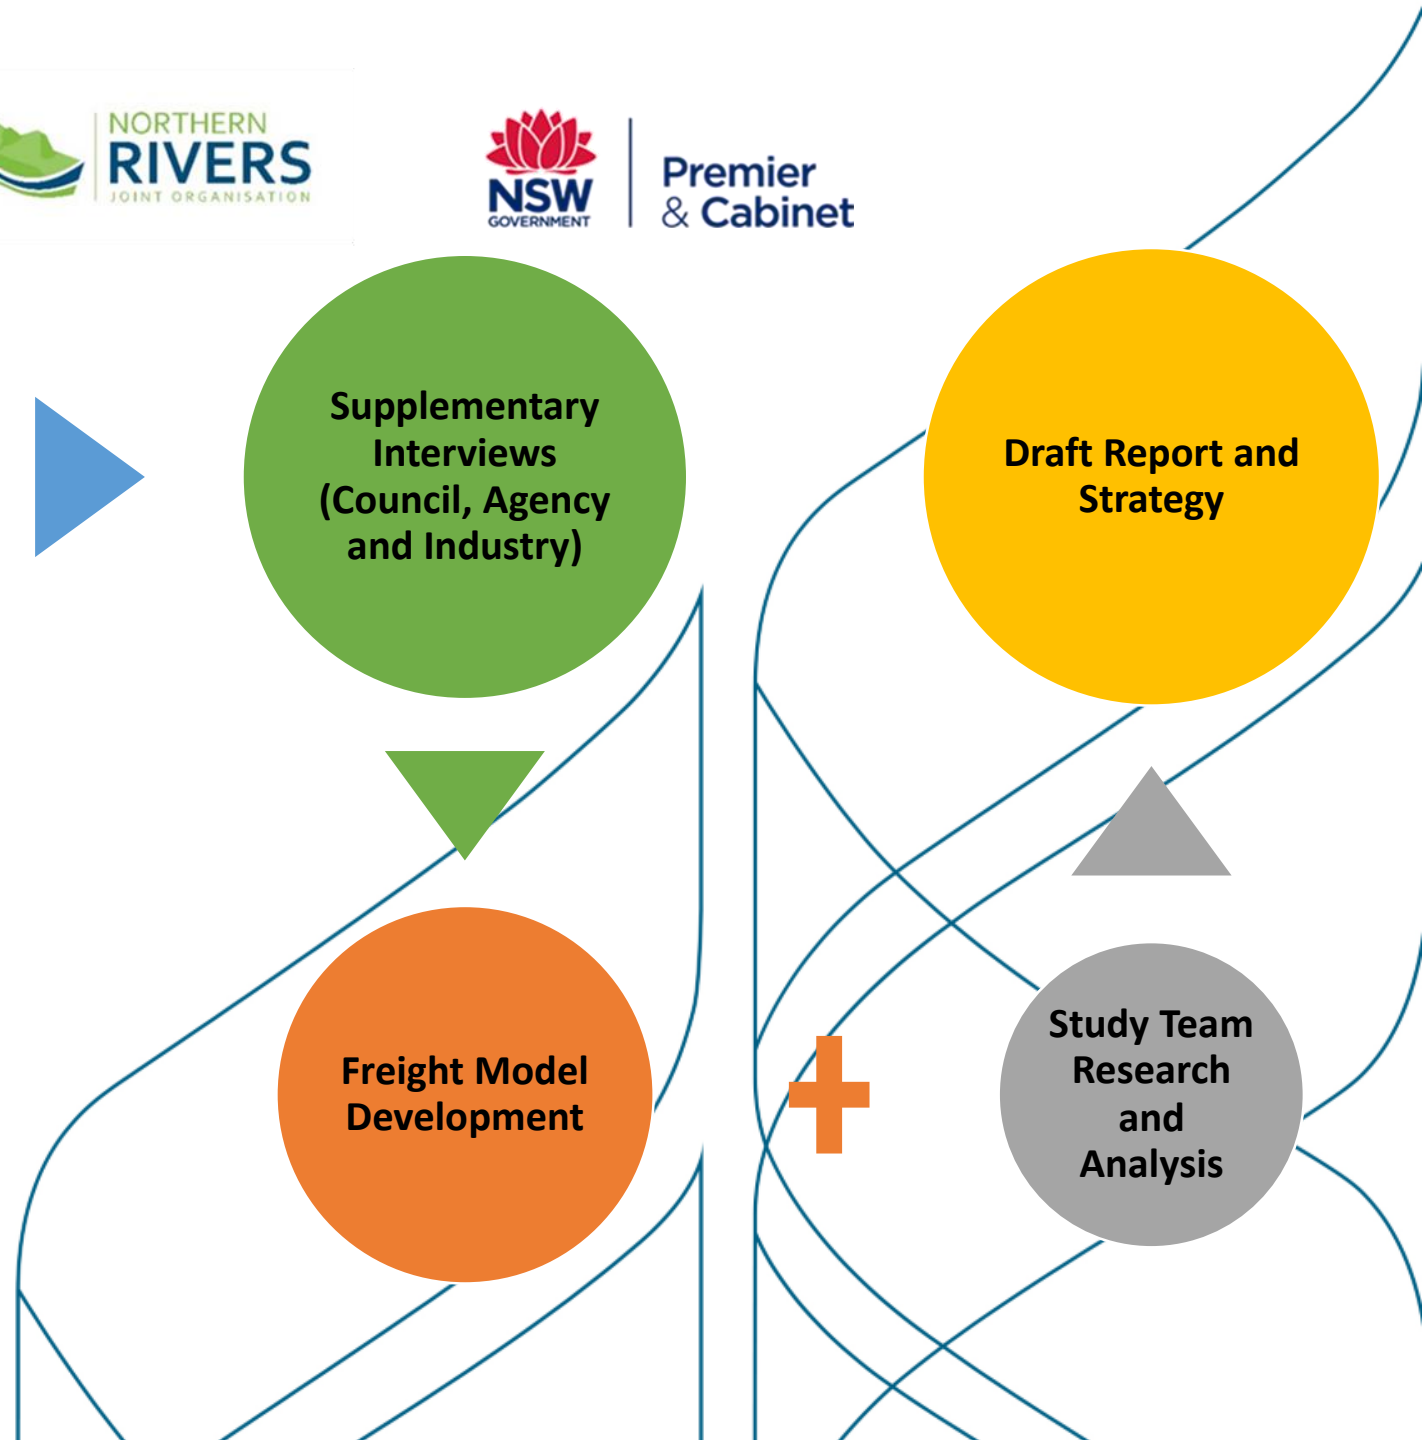 NORTHERN
RIVERS
JOINT ORGANISATION
NSW
GOVERNMENT
Premier
& Cabinet
Supplementary
Interviews
(Council, Agency
and Industry)
Draft Report and
Strategy
Freight Model
Development
Study Team
Research
and
Analysis